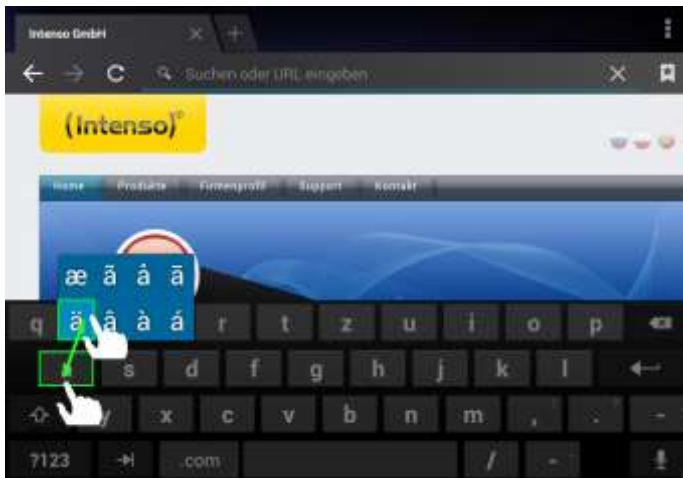 Intenso GmbH
Suchen oder URL eingeben
(Intenso)®
Home Produkte Firmenprofil Support Kontakt
æ ã å ā
q ä â à á r t z u i o p
s d f g h j k l
y x c v b n m , . -
?123 .com / -